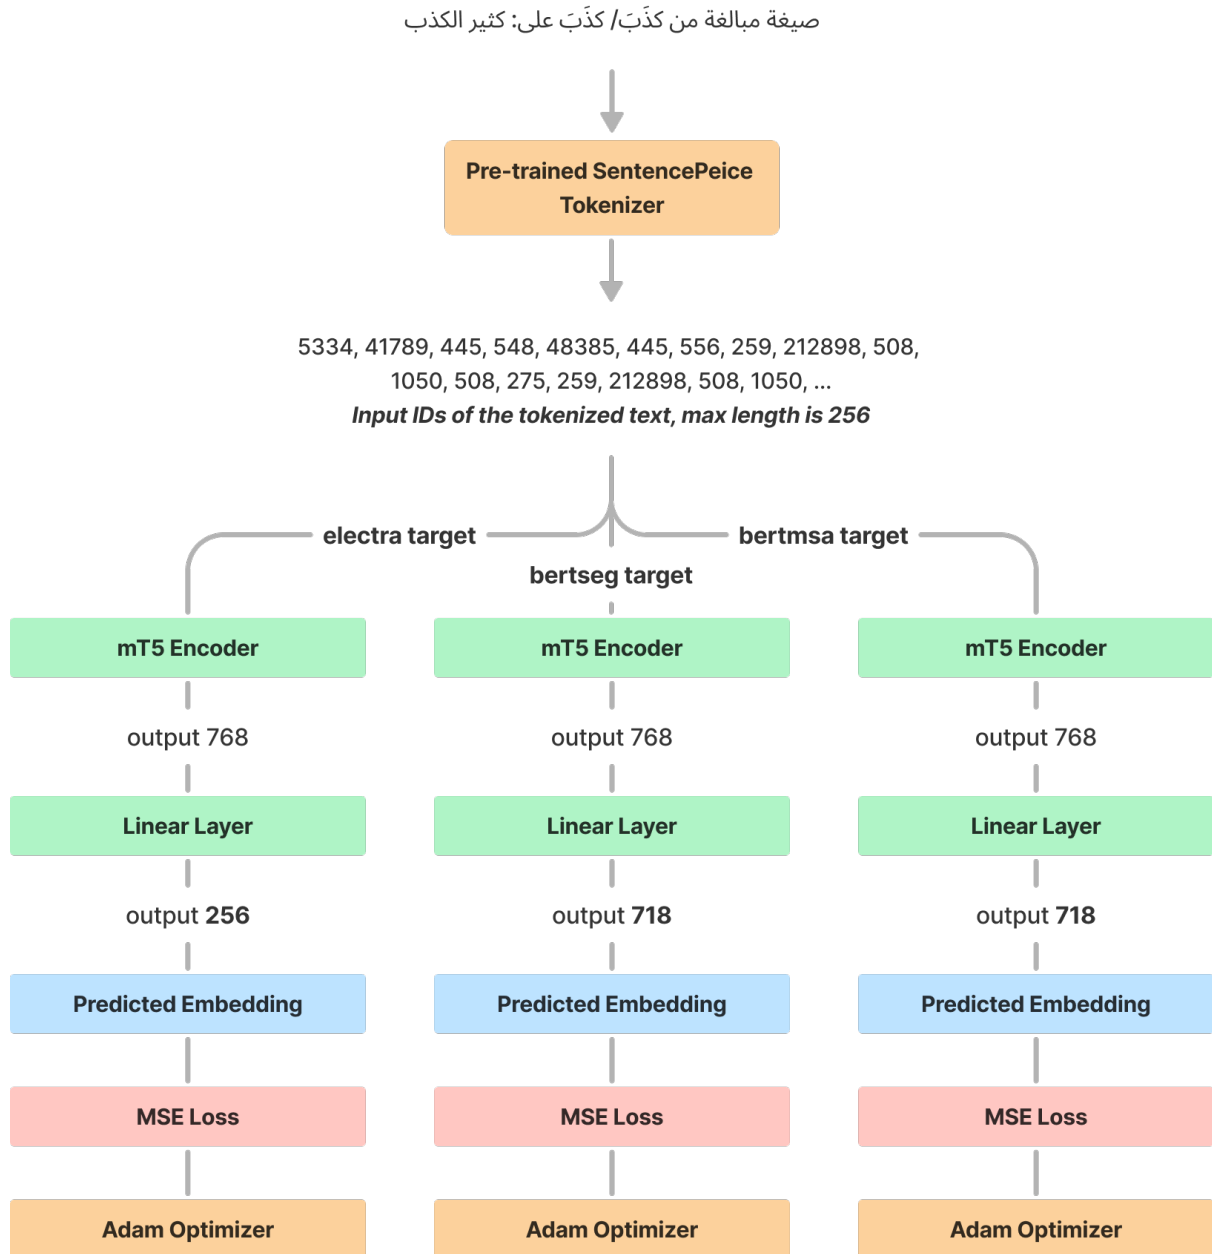 صيغة مبالغة من كذَبَ/ كذَبَ على: كثير الكذب
Pre-trained SentencePeice
Tokenizer
5334, 41789, 445, 548, 48385, 445, 556, 259, 212898, 508,
1050, 508, 275, 259, 212898, 508, 1050, ...
Input IDs of the tokenized text, max length is 256
electra target
bertmsa target
bertseg target
mT5 Encoder
mT5 Encoder
mT5 Encoder
output 768
output 768
output 768
Linear Layer
Linear Layer
Linear Layer
output 256
output 718
output 718
Predicted Embedding
Predicted Embedding
Predicted Embedding
MSE Loss
MSE Loss
MSE Loss
Adam Optimizer
Adam Optimizer
Adam Optimizer